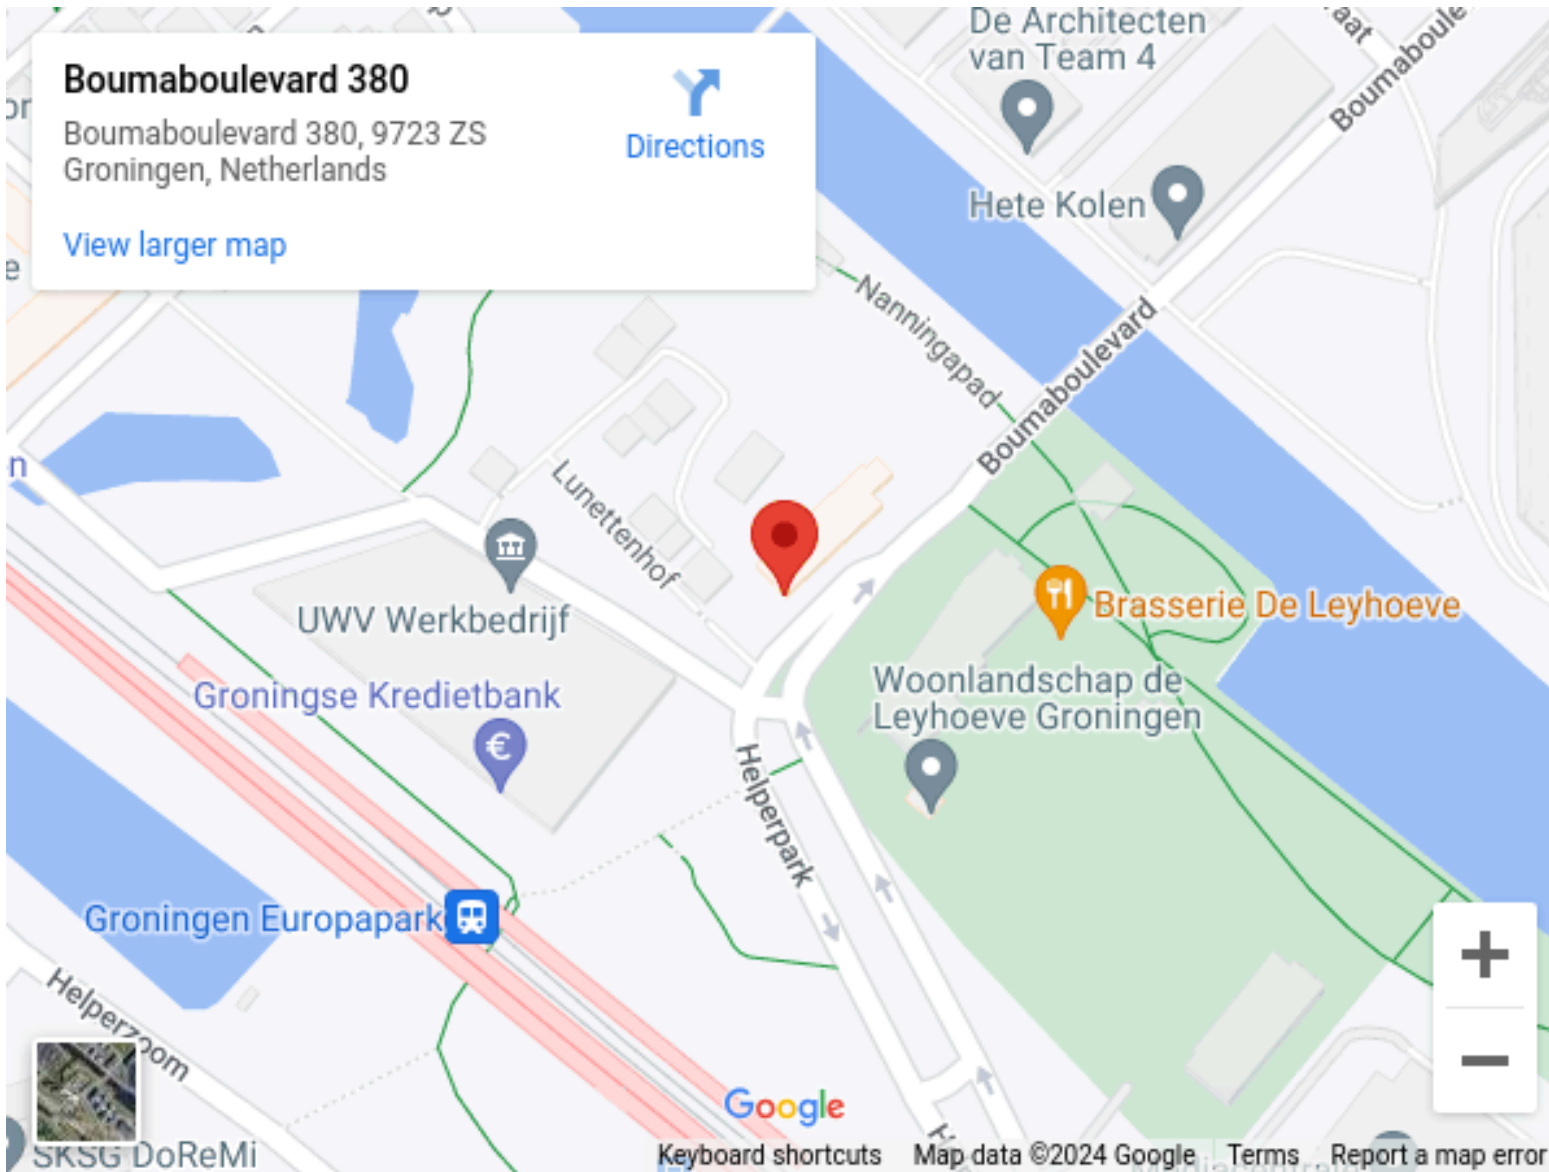 Boumaboulevard 380
Boumaboulevard 380, 9723 ZS
Groningen, Netherlands
Directions
View larger map
De Architecten
van Team 4
aat
Boumaboule
Hete Kolen
Nanningapad
Boumaboulevard
Lunettenhof
UWV Werkbedrijf
Brasserie De Leyhoeve
Groningse Kredietbank
Woonlandschap de
Leyhoeve Groningen
Helperpark
Groningen Europapark
Helperzoom
SKSG DoReMi
Google
Keyboard shortcuts
Map data ©2024 Google
Terms
Report a map error